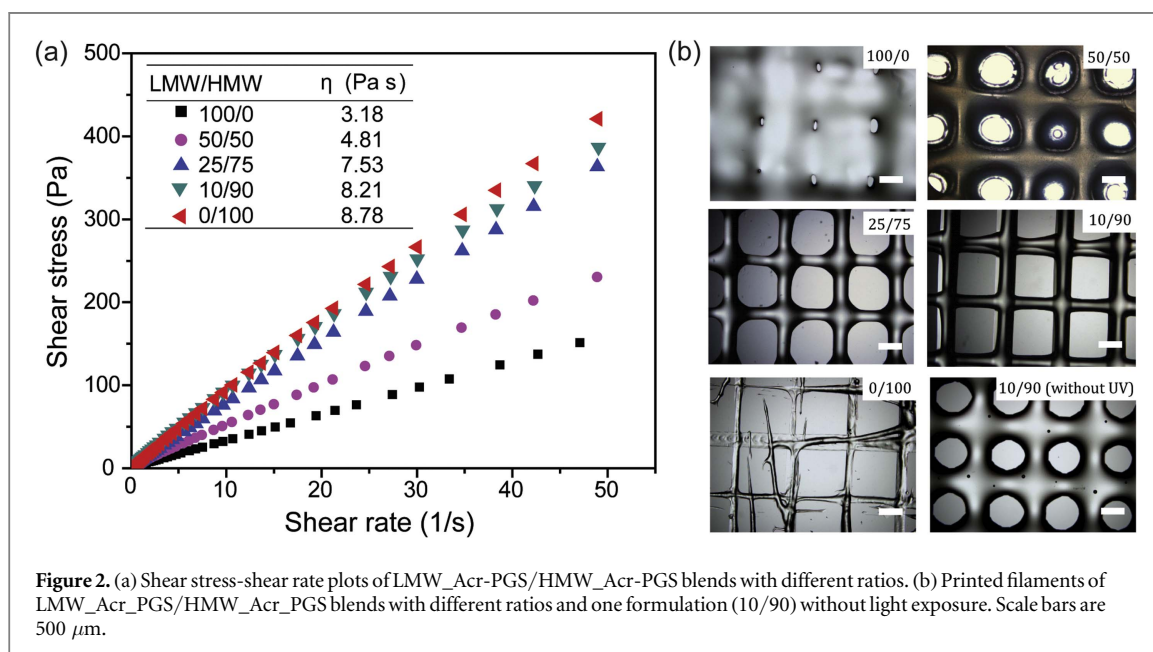 (a)
500
400
300
200
100
0
Shear stress (Pa)
LMW/HMW η (Pa s)
100/0 3.18
50/50 4.81
25/75 7.53
10/90 8.21
0/100 8.78
0 10 20 30 40 50
Shear rate (1/s)
(b)
100/0
50/50
25/75
10/90
0/100
10/90 (without UV)
Figure 2. (a) Shear stress-shear rate plots of LMW_Acr-PGS/HMW_Acr-PGS blends with different ratios. (b) Printed filaments of
LMW_Acr_PGS/HMW_Acr_PGS blends with different ratios and one formulation (10/90) without light exposure. Scale bars are
500 μm.